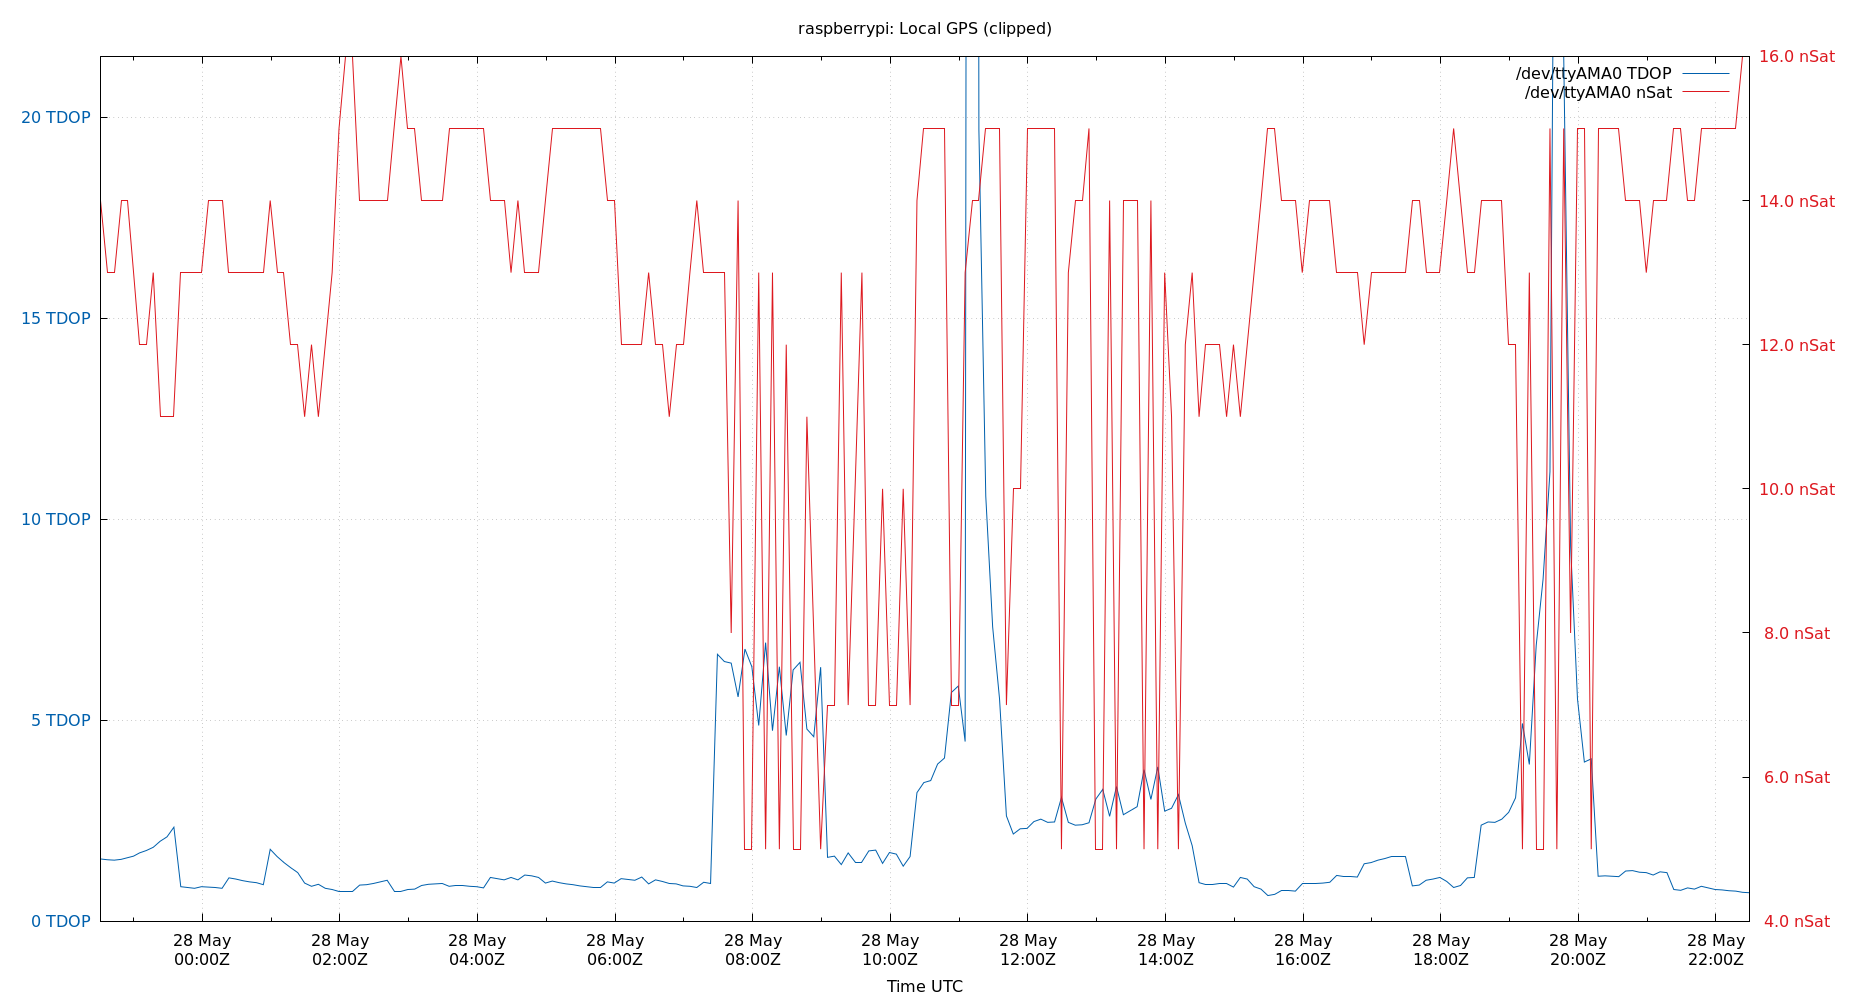 raspberrypi: Local GPS (clipped)
/dev/ttyAMA0 TDOP
/dev/ttyAMA0 nSat
20 TDOP
15 TDOP
10 TDOP
5 TDOP
0 TDOP
16.0 nSat
14.0 nSat
12.0 nSat
10.0 nSat
8.0 nSat
6.0 nSat
4.0 nSat
28 May
00:00Z
28 May
02:00Z
28 May
04:00Z
28 May
06:00Z
28 May
08:00Z
28 May
10:00Z
28 May
12:00Z
28 May
14:00Z
28 May
16:00Z
28 May
18:00Z
28 May
20:00Z
28 May
22:00Z
Time UTC